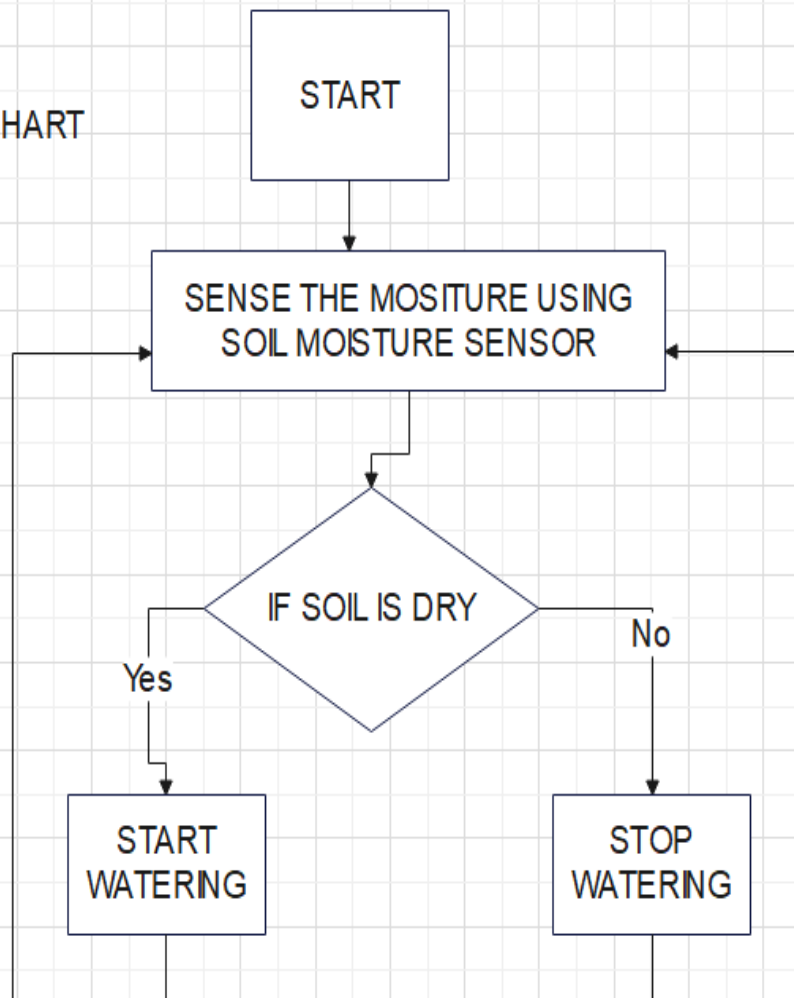 START
HART
SENSE THE MOSITURE USING
SOIL MOISTURE SENSOR
IF SOIL IS DRY
No
Yes
START
WATERING
STOP
WATERING